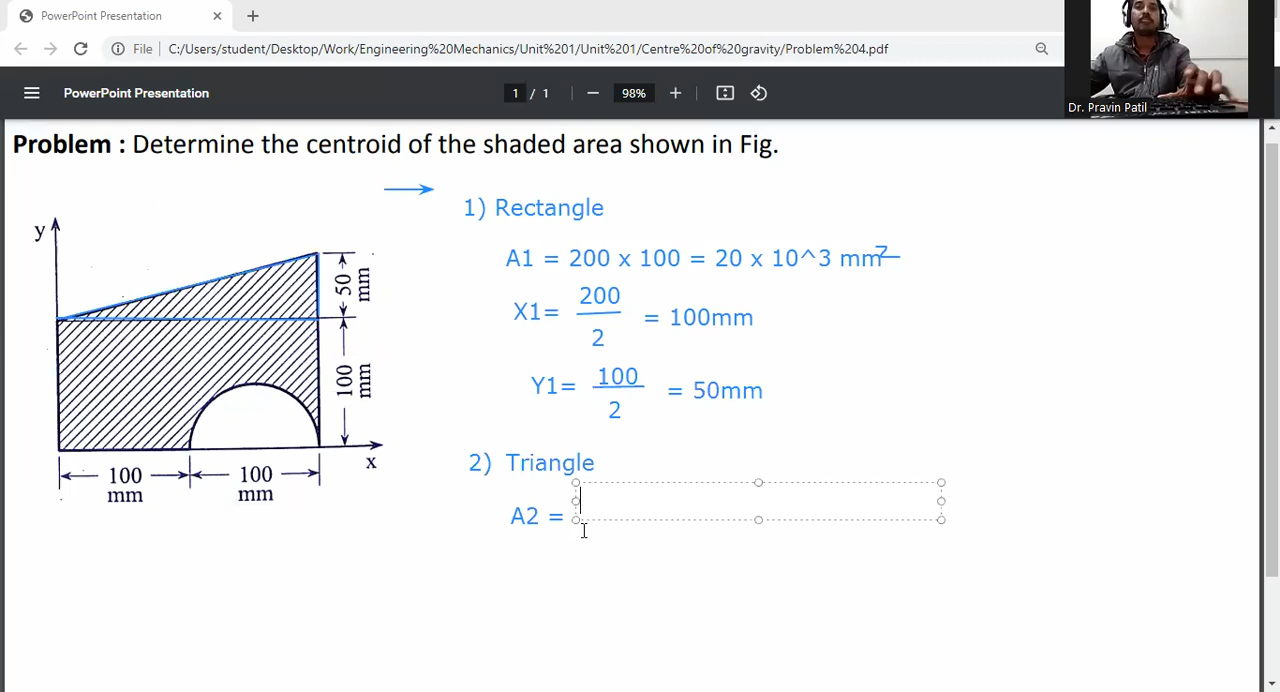 PowerPoint Presentation
File C:/Users/student/Desktop/Work/Engineering%20Mechanics/Unit%201/Unit%201/Centre%20of%20gravity/Problem%204.pdf
PowerPoint Presentation
1 / 1
98%
Dr. Pravin Patil
Problem : Determine the centroid of the shaded area shown in Fig.
y
50 mm
100 mm
x
100 mm
100 mm
1) Rectangle
A1 = 200 x 100 = 20 x 10^3 mm2
X1= 200
2
= 100mm
Y1= 100
2
= 50mm
2) Triangle
A2 =